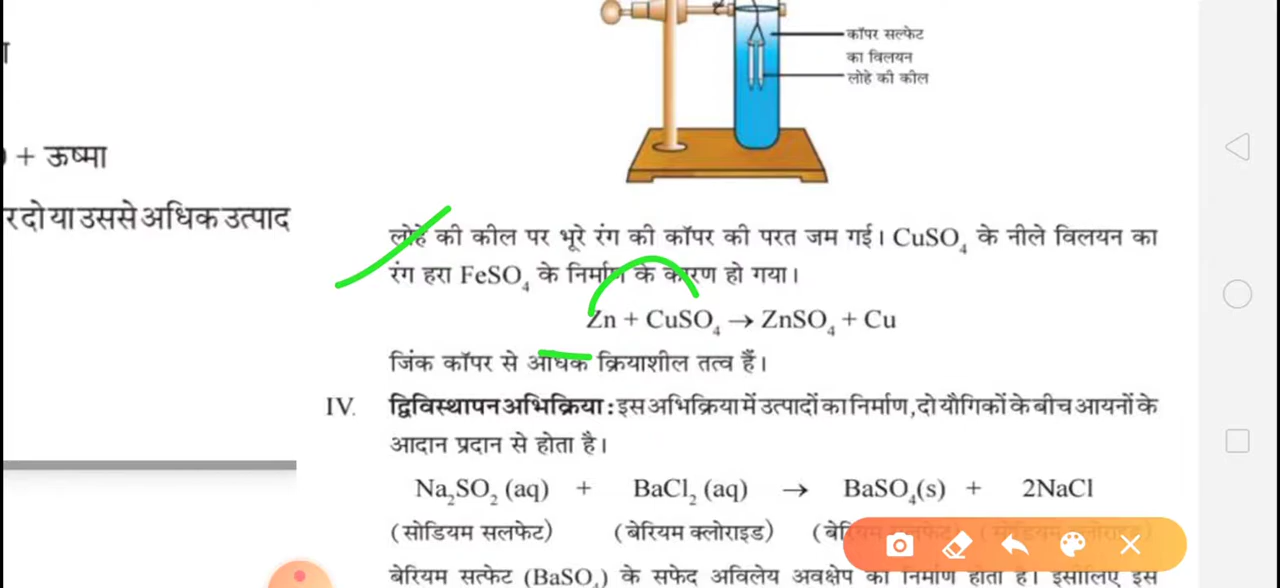 कॉपर सल्फेट
का विलयन
लोहे की कील
+ ऊष्मा
र दो या उससे अधिक उत्पाद
लोहे की कील पर भूरे रंग की कॉपर की परत जम गई। CuSO₄ के नीले विलयन का
रंग हरा FeSO₄ के निर्माण के कारण हो गया।
Zn + CuSO₄ → ZnSO₄ + Cu
जिंक कॉपर से अधिक क्रियाशील तत्व हैं।
IV. द्विविस्थापन अभिक्रिया : इस अभिक्रिया में उत्पादों का निर्माण, दो यौगिकों के बीच आयनों के
आदान प्रदान से होता है।
Na₂SO₂ (aq) + BaCl₂ (aq) → BaSO₄(s) + 2NaCl
(सोडियम सलफेट) (बेरियम क्लोराइड)
बेरियम सत्फेट (BaSO₄) के सफेद अविलेय अवक्षेप का निर्माण होता है। इसीलिए इस